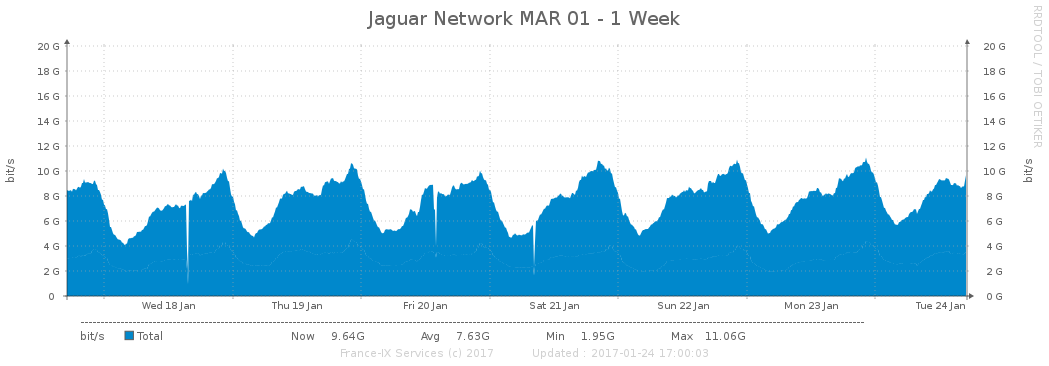 Jaguar Network MAR 01 - 1 Week
RRDTOOL / TOBI OETIKER
bit/s
bit/s
20 G 20 G
18 G 18 G
16 G 16 G
14 G 14 G
12 G 12 G
10 G 10 G
8 G 8 G
6 G 6 G
4 G 4 G
2 G 2 G
0 0 G
Wed 18 Jan Thu 19 Jan Fri 20 Jan Sat 21 Jan Sun 22 Jan Mon 23 Jan Tue 24 Jan
bit/s Total Now 9.64G Avg 7.63G Min 1.95G Max 11.06G
France-IX Services (c) 2017 Updated : 2017-01-24 17:00:03